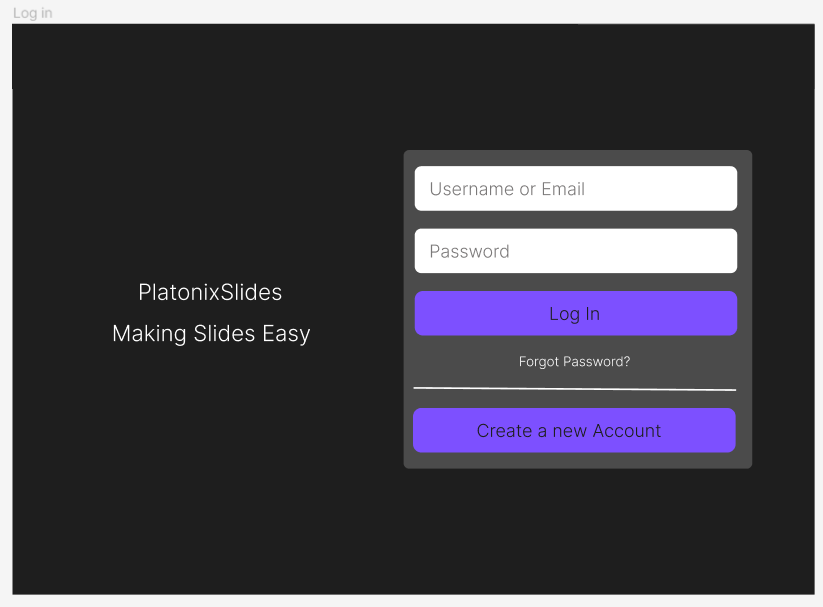 Log in
PlatonixSlides
Making Slides Easy
Username or Email
Password
Log In
Forgot Password?
Create a new Account